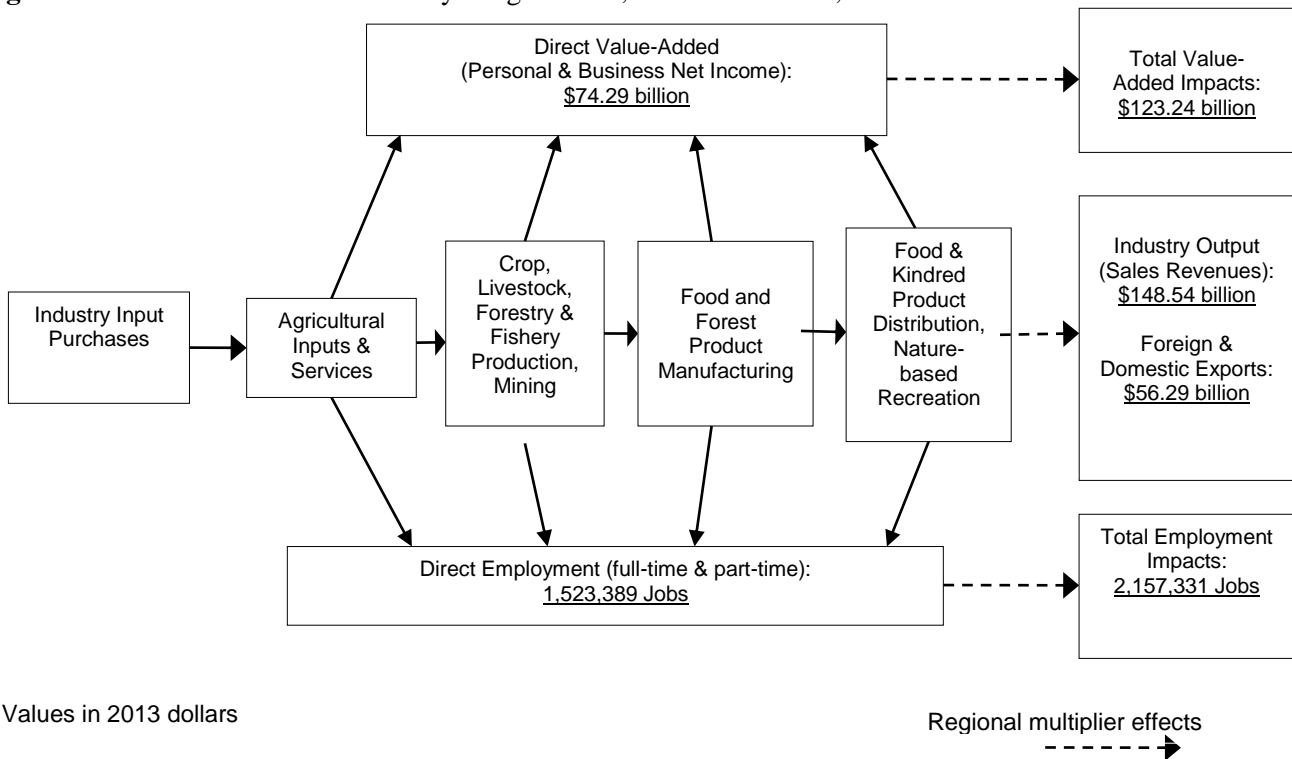 Direct Value-Added
(Personal & Business Net Income):
$74.29 billion
Total Value-
Added Impacts:
$123.24 billion
Industry Input
Purchases
Agricultural
Inputs &
Services
Crop,
Livestock,
Forestry &
Fishery
Production,
Mining
Food and
Forest
Product
Manufacturing
Food &
Kindred
Product
Distribution,
Nature-
based
Recreation
Industry Output
(Sales Revenues):
$148.54 billion
Foreign &
Domestic Exports:
$56.29 billion
Direct Employment (full-time & part-time):
1,523,389 Jobs
Total Employment
Impacts:
2,157,331 Jobs
Values in 2013 dollars
Regional multiplier effects